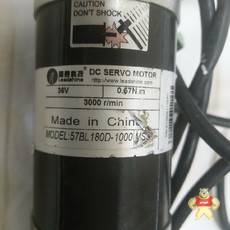 CAUTION
DON'T SHOCK
DC SERVO MOTOR
leadshine
http://www.leadshine.com
36V 0.67N.m
3000 r/min
Made in China
MODEL:57BL180D-1000